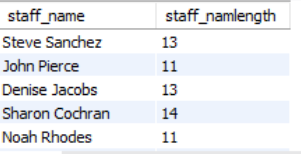 staff_name staff_namlength
Steve Sanchez 13
John Pierce 11
Denise Jacobs 13
Sharon Cochran 14
Noah Rhodes 11